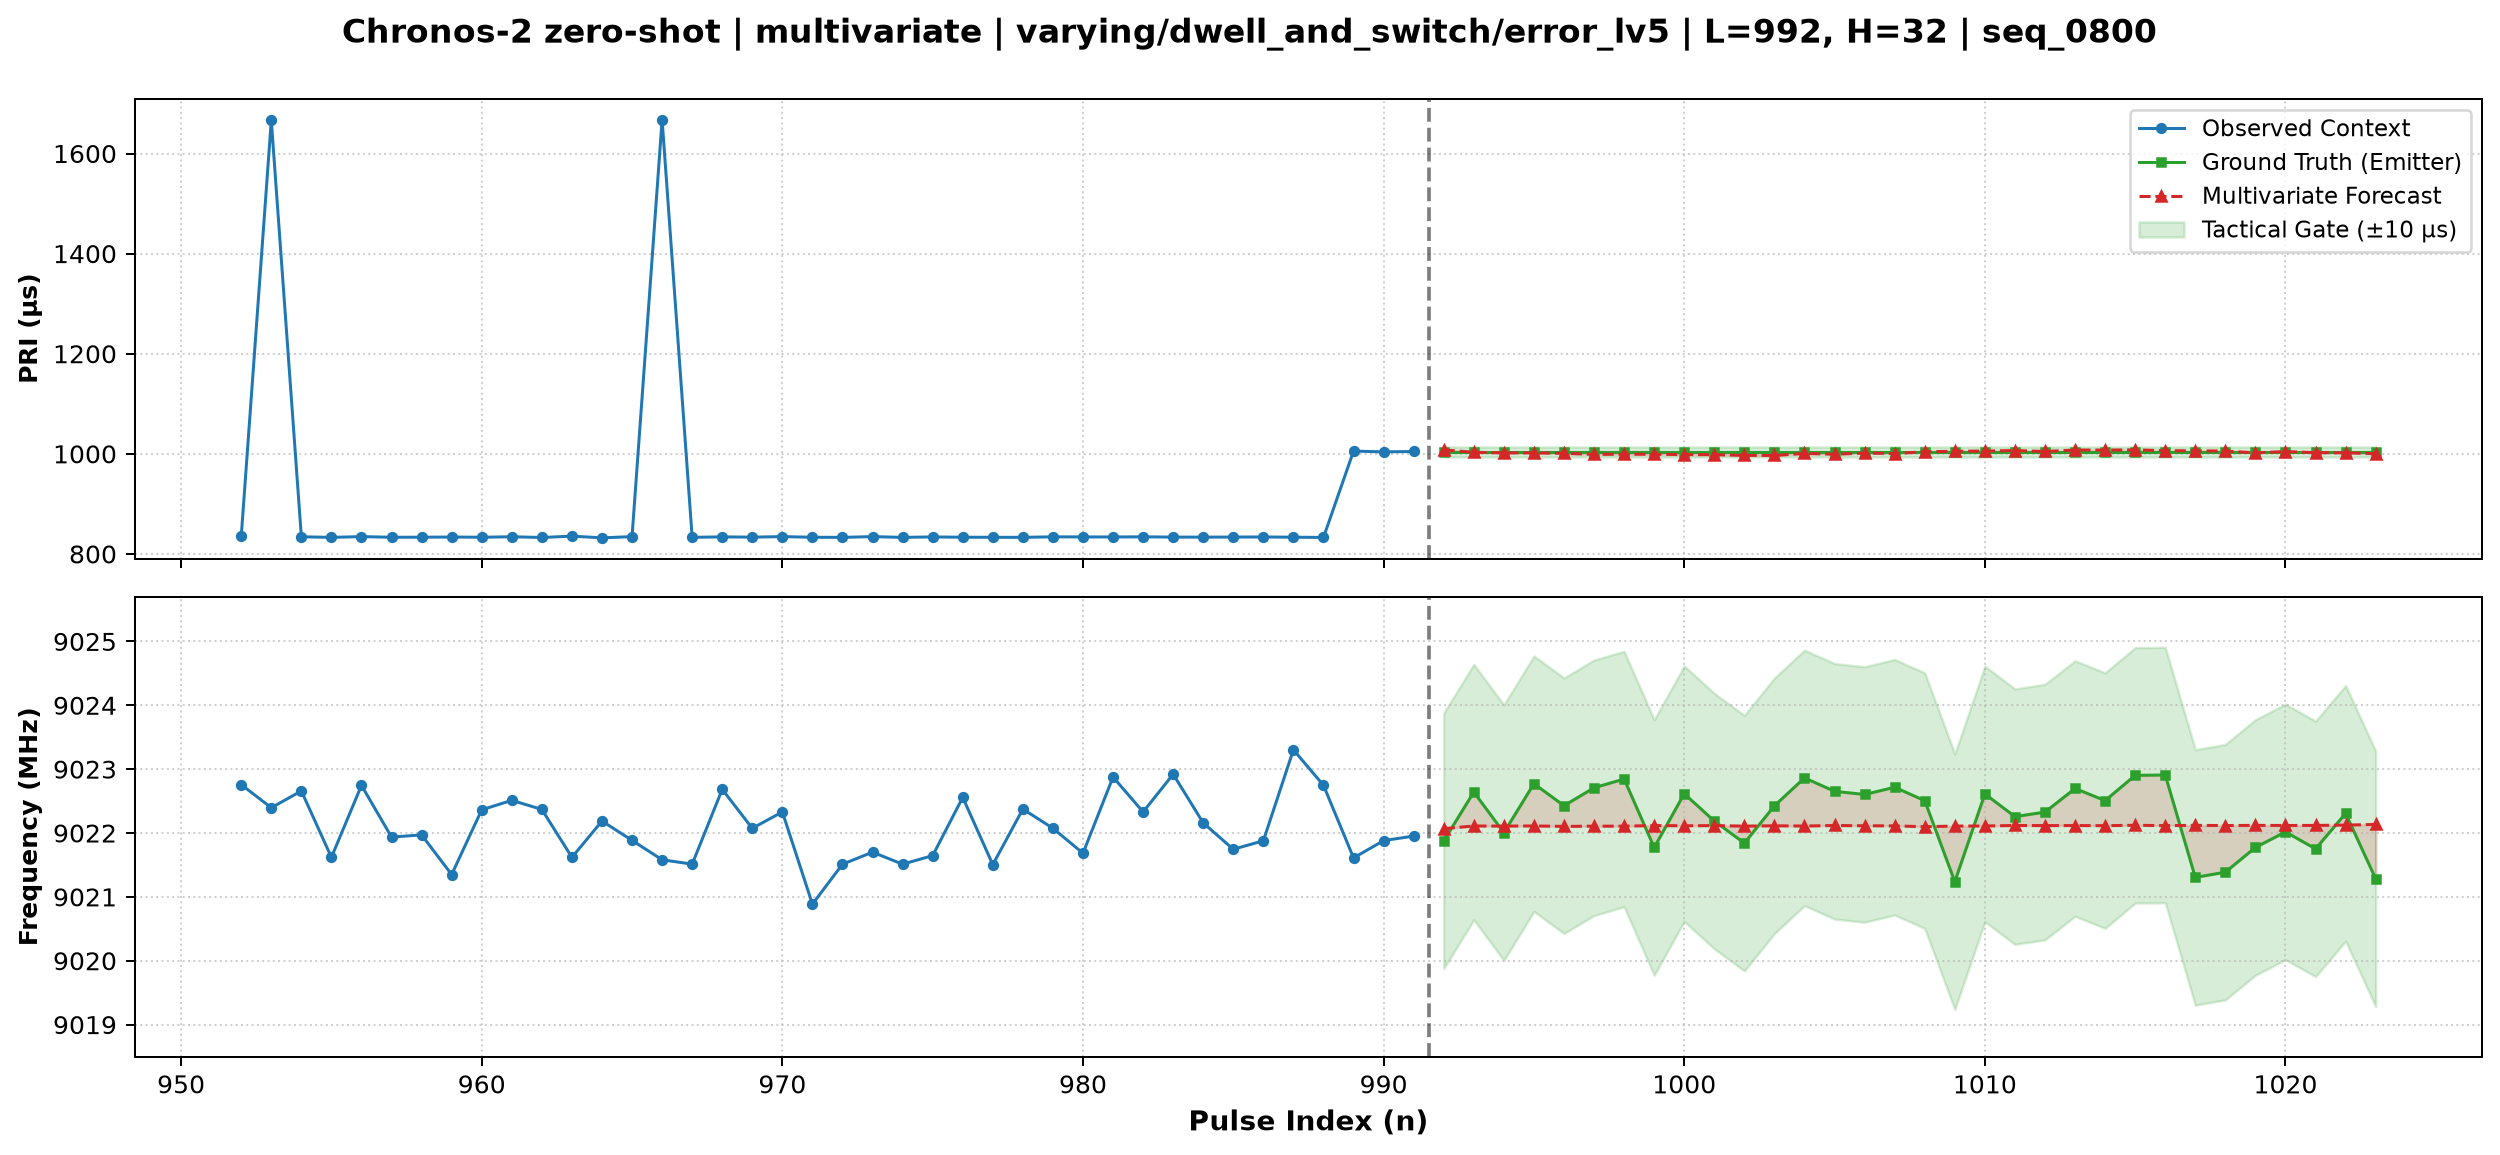 Chronos-2 zero-shot | multivariate | varying/dwell_and_switch/error_lv5 | L=992, H=32 | seq_0800
Observed Context
Ground Truth (Emitter)
Multivariate Forecast
Tactical Gate (±10 µs)
PRI (µs)
1600
1400
1200
1000
800
Frequency (MHz)
9025
9024
9023
9022
9021
9020
9019
950 960 970 980 990 1000 1010 1020
Pulse Index (n)